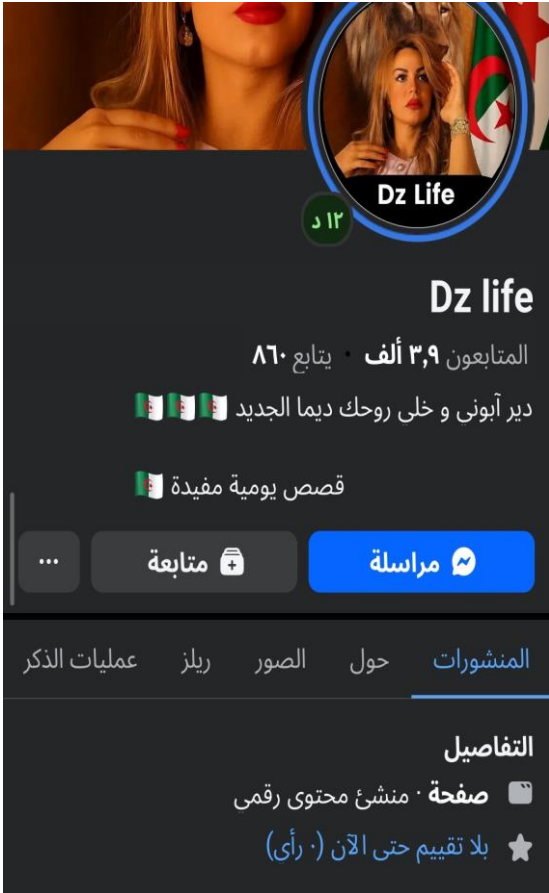 Dz Life
١٢ د
Dz life
المتابعون ٣,٩ ألف · يتابع ٨٦٠
دير آبوني و خلي روحك ديما الجديد 🇩🇿🇩🇿🇩🇿
قصص يومية مفيدة 🇩🇿
مراسلة
متابعة
المنشورات
حول
الصور
ريلز
عمليات الذكر
التفاصيل
صفحة · منشئ محتوى رقمي
بلا تقييم حتى الآن (٠ رأي)